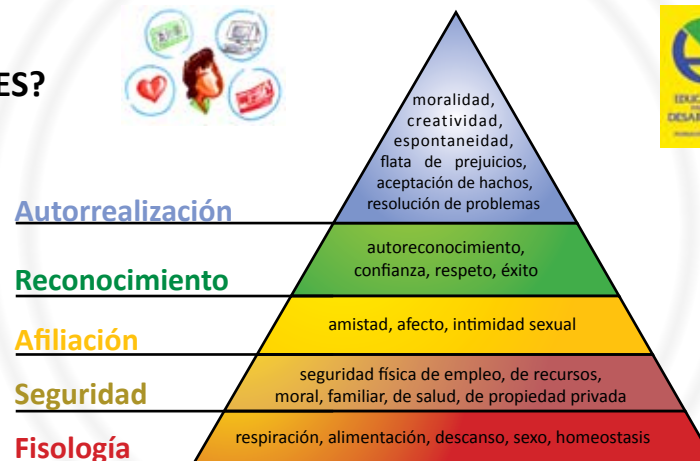 ES?
moralidad,
creatividad,
espontaneidad,
flata de prejuicios,
aceptación de hachos,
resolución de problemas
Autorrealización
autoreconocimiento,
confianza, respeto, éxito
Reconocimiento
amistad, afecto, intimidad sexual
Afiliación
seguridad física de empleo, de recursos,
moral, familiar, de salud, de propiedad privada
Seguridad
respiración, alimentación, descanso, sexo, homeostasis
Fisología